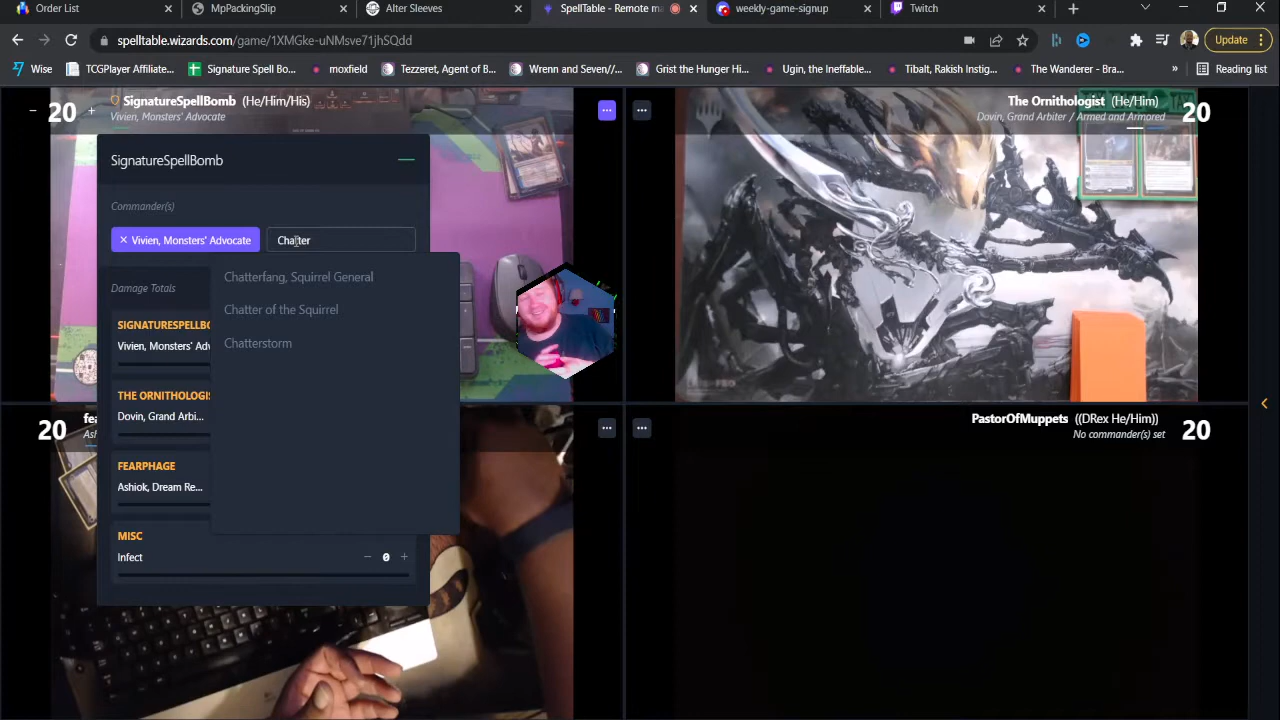 Order List
MpPackingSlip
Alter Sleeves
SpellTable - Remote ma
weekly-game-signup
Twitch
spelltable.wizards.com/game/1XMGke-uNMsve71jhSQdd
Update
Wise
TCGPlayer Affiliate...
Signature Spell Bo...
moxfield
Tezzeret, Agent of B...
Wrenn and Seven//...
Grist the Hunger Hi...
Ugin, the Ineffable...
Tibalt, Rakish Instig...
The Wanderer - Bra...
»
Reading list
− 20 +
SignatureSpellBomb (He/Him/His)
Vivien, Monsters' Advocate
The Ornithologist (He/Him)
Dovin, Grand Arbiter / Armed and Armored
20
SignatureSpellBomb
Commander(s)
× Vivien, Monsters' Advocate
Chatter
Chatterfang, Squirrel General
Chatter of the Squirrel
Chatterstorm
Damage Totals
SIGNATURESPELLBO
Vivien, Monsters' Adv
THE ORNITHOLOGIS
Dovin, Grand Arbi...
FEARPHAGE
Ashiok, Dream Re...
MISC
Infect
− 0 +
20
fea
Ash
PastorOfMuppets ((DRex He/Him))
No commander(s) set
20